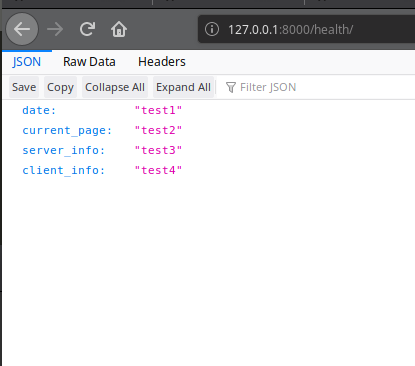 127.0.0.1:8000/health/
JSON Raw Data Headers
Save Copy Collapse All Expand All Filter JSON
date: "test1"
current_page: "test2"
server_info: "test3"
client_info: "test4"